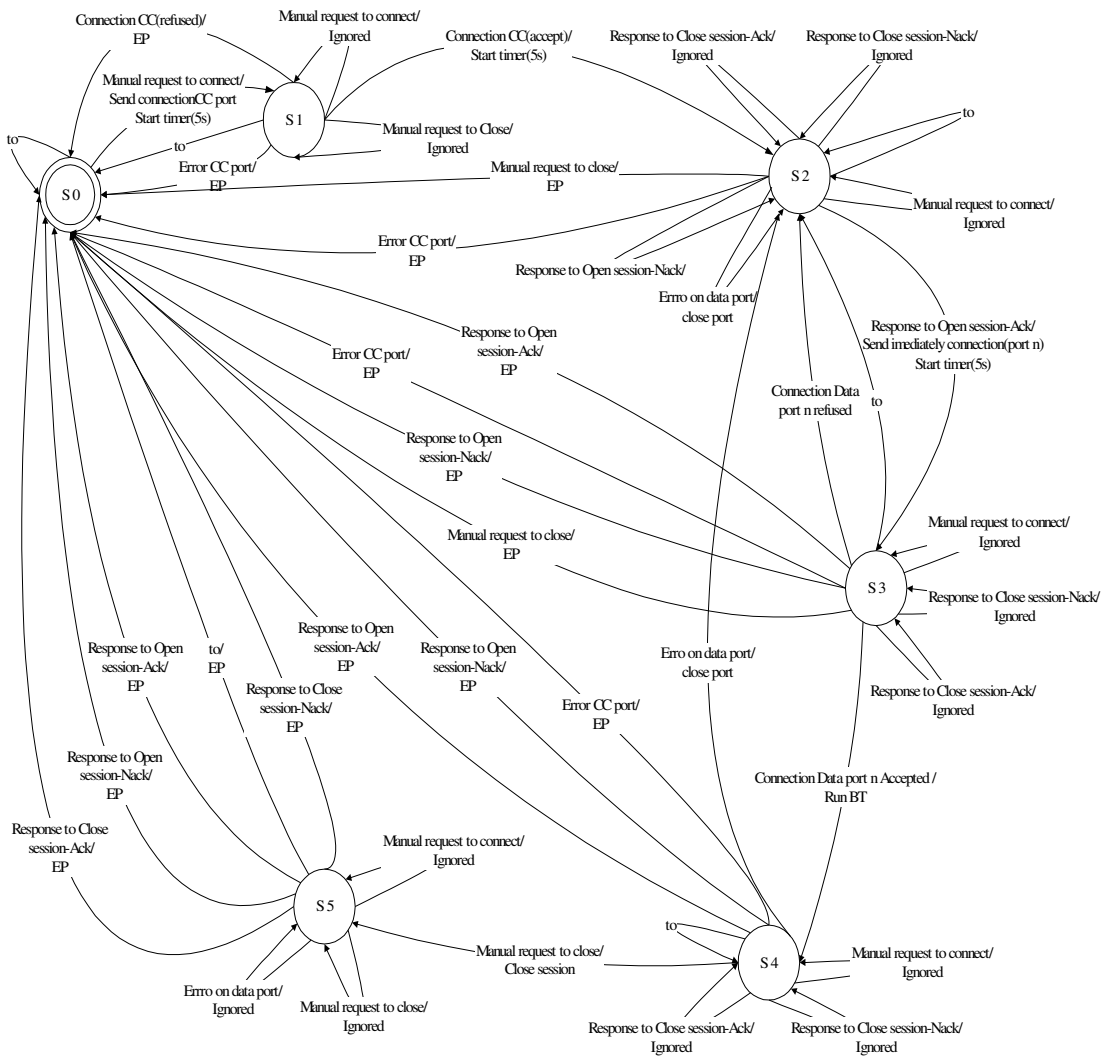 Connection CC(refused)/
EP
Manual request to connect/
Ignored
Connection CC(accept)/
Start timer(5s)
Response to Close session-Ack/
Ignored
Response to Close session-Nack/
Ignored
Manual request to connect/
Send connectionCC port
Start timer(5s)
to
S1
to
Manual request to Close/
Ignored
to
Error CC port/
EP
S0
Manual request to close/
EP
S2
Manual request to connect/
Ignored
Error CC port/
EP
Response to Open session-Nack/
Errro on data port/
close port
Response to Open session-Ack/
Send imediately connection(port n)
Start timer(5s)
Response to Open
session-Ack/
EP
Error CC port/
EP
Connection Data
port n refused
to
Response to Open
session-Nack/
EP
Manual request to close/
EP
Manual request to connect/
Ignored
S3
Response to Close session-Nack/
Ignored
Response to Close session-Ack/
Ignored
Response to Open
session-Ack/
EP
to/
EP
Response to Close
session-Nack/
EP
Response to Open
session-Ack/
EP
Response to Open
session-Nack/
EP
Erro on data port/
close port
Error CC port/
EP
Response to Open
session-Nack/
EP
Connection Data port n Accepted /
Run BT
Response to Close
session-Ack/
EP
Manual request to connect/
Ignored
S5
to
Manual request to close/
Close session
S4
Manual request to connect/
Ignored
Errro on data port/
Ignored
Manual request to close/
Ignored
Response to Close session-Ack/
Ignored
Response to Close session-Nack/
Ignored